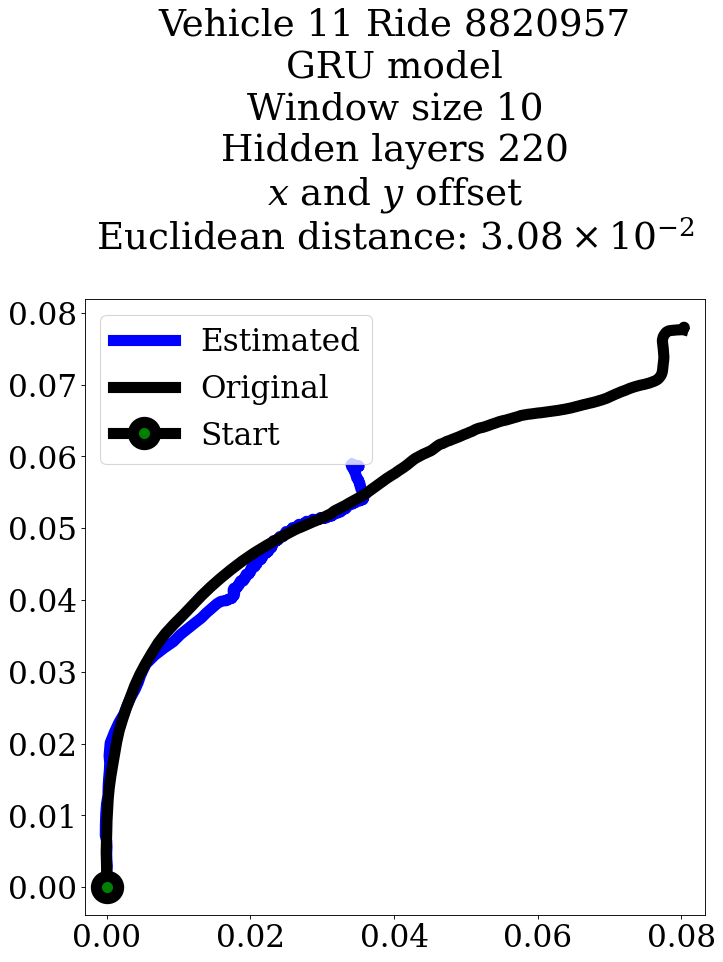 Vehicle 11 Ride 8820957
GRU model
Window size 10
Hidden layers 220
x and y offset
Euclidean distance: 3.08 × 10⁻²
0.08
0.07
0.06
0.05
0.04
0.03
0.02
0.01
0.00
Estimated
Original
Start
0.00 0.02 0.04 0.06 0.08